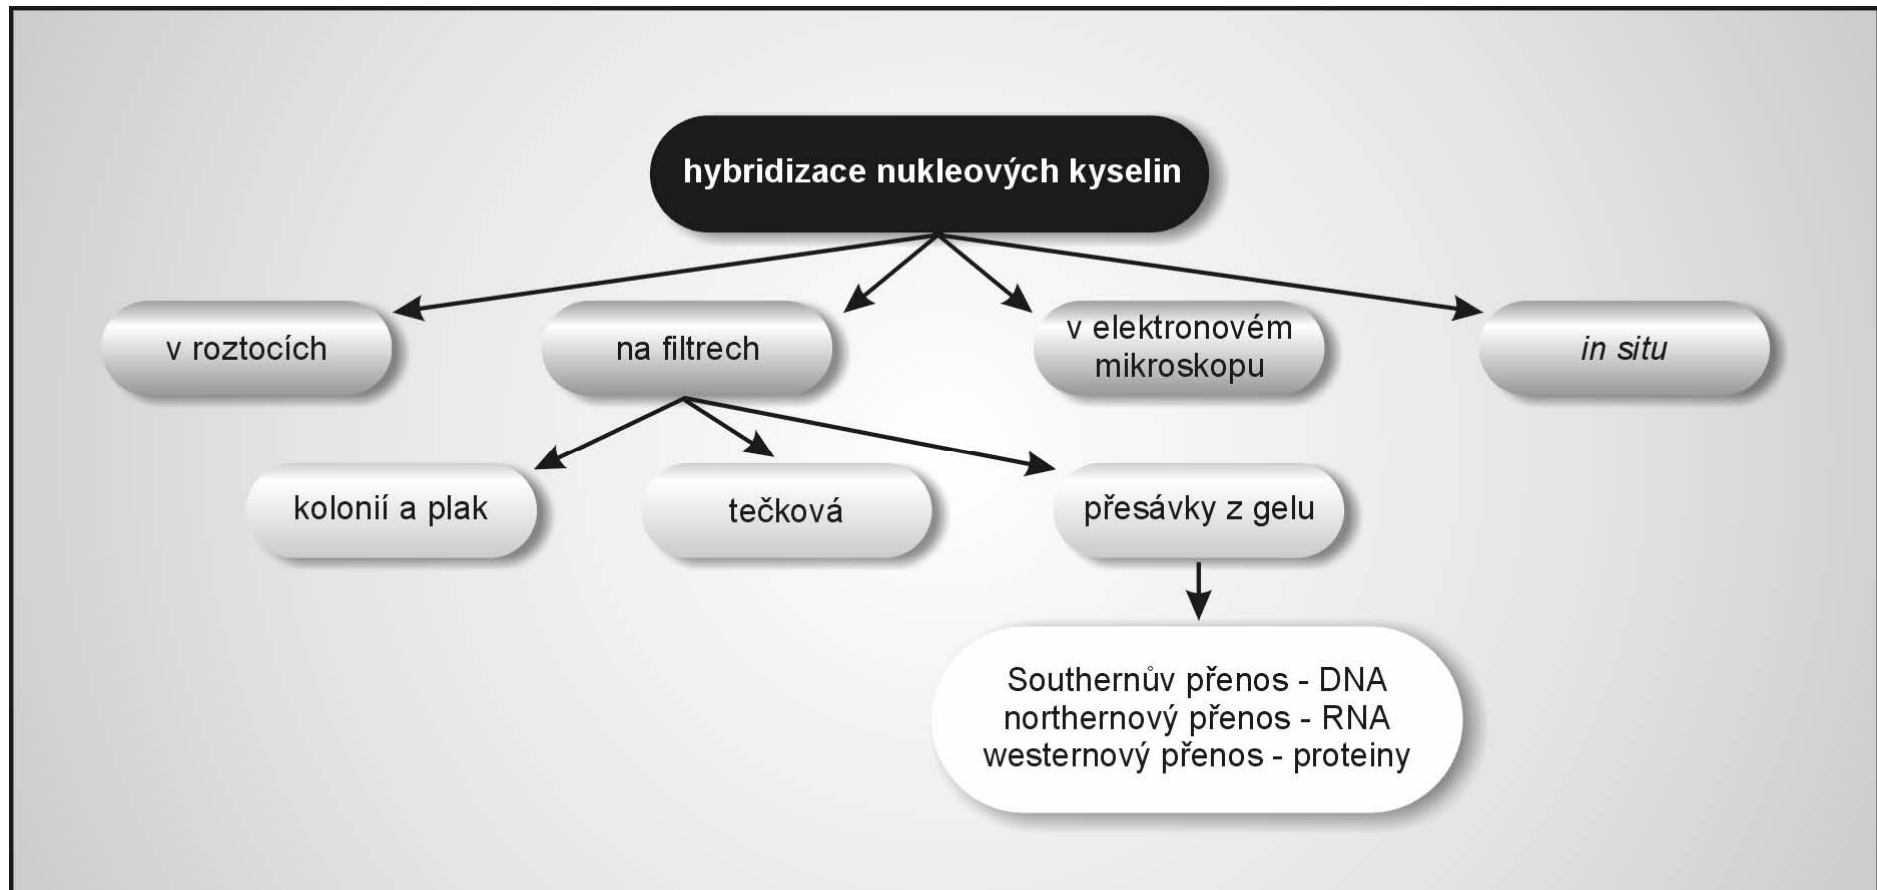 hybridizace nukleových kyselin
v roztocích
na filtrech
v elektronovém
mikroskopu
in situ
kolonií a plak
tečková
přesávky z gelu
Southernův přenos - DNA
northernový přenos - RNA
westernový přenos - proteiny